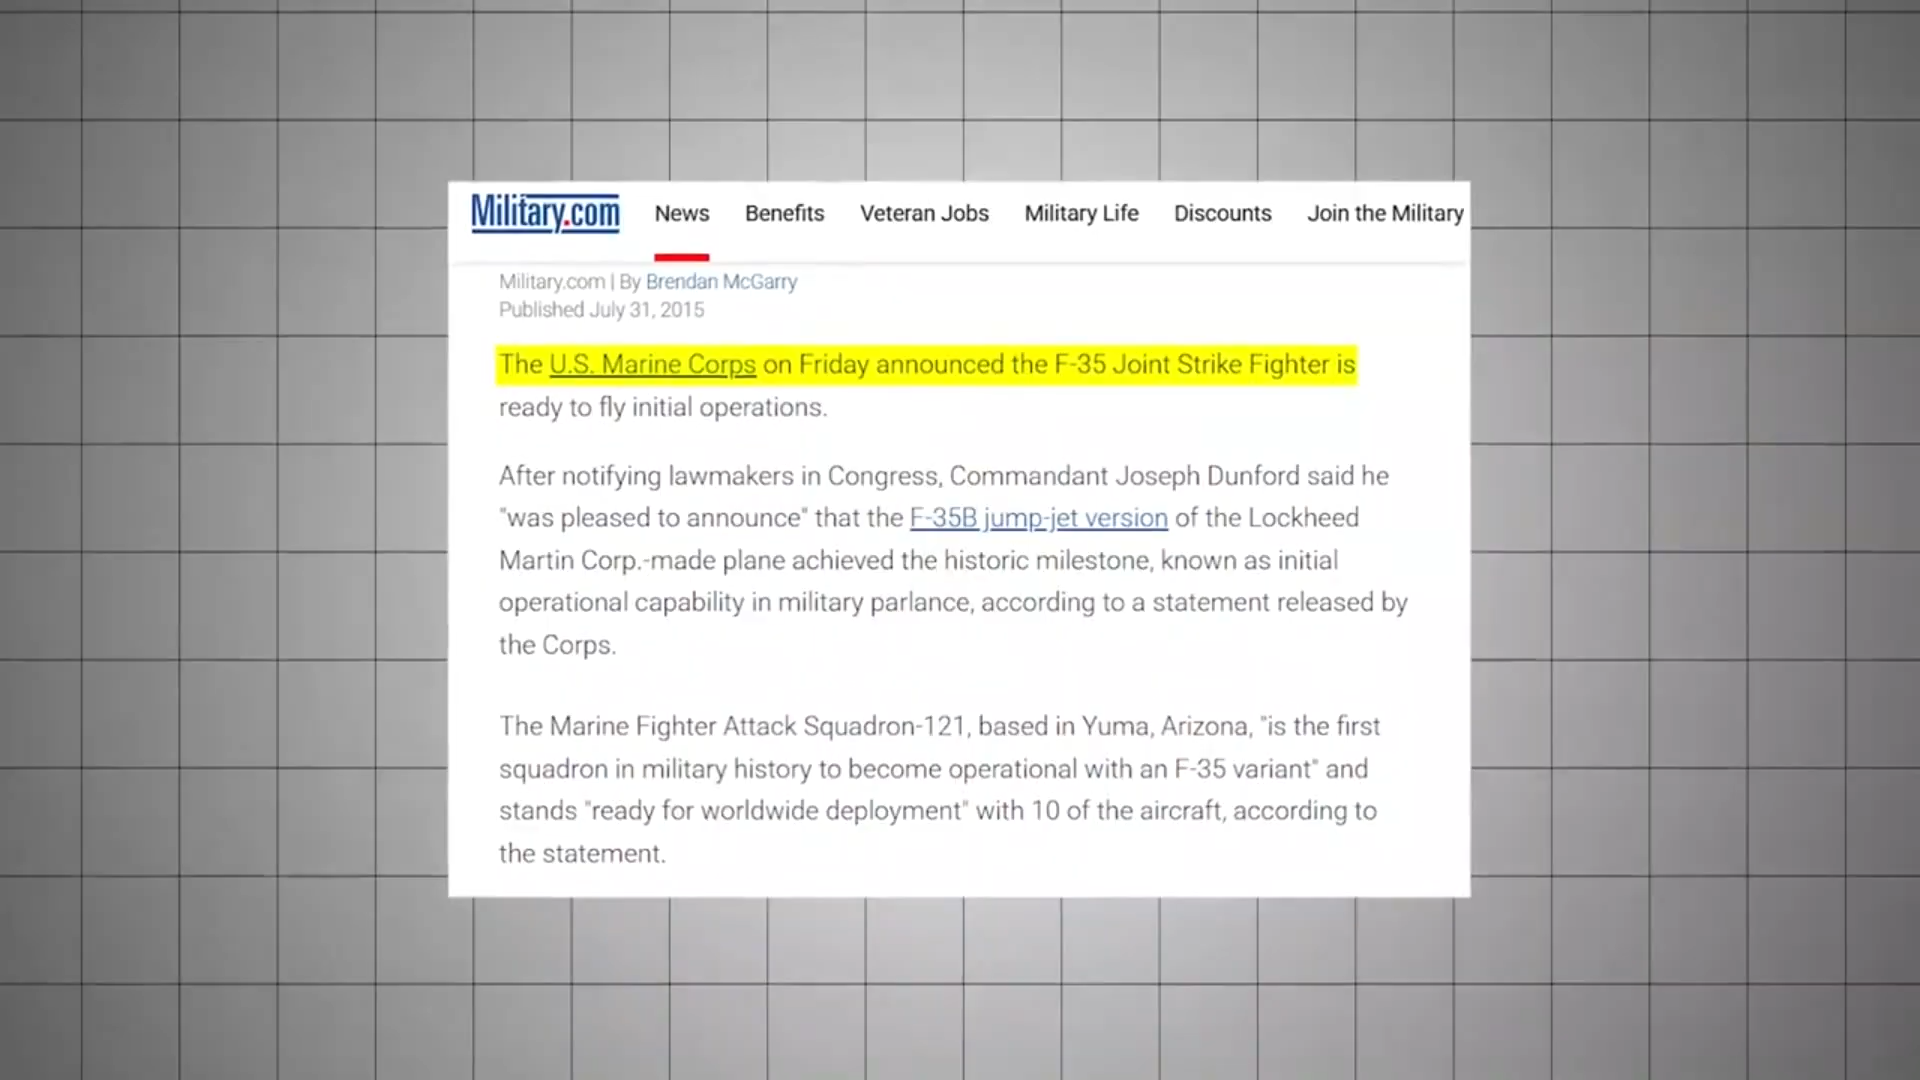 Military.com News Benefits Veteran Jobs Military Life Discounts Join the Military
Military.com | By Brendan McGarry
Published July 31, 2015
The U.S. Marine Corps on Friday announced the F-35 Joint Strike Fighter is
ready to fly initial operations.
After notifying lawmakers in Congress, Commandant Joseph Dunford said he
"was pleased to announce" that the F-35B jump-jet version of the Lockheed
Martin Corp.-made plane achieved the historic milestone, known as initial
operational capability in military parlance, according to a statement released by
the Corps.
The Marine Fighter Attack Squadron-121, based in Yuma, Arizona, "is the first
squadron in military history to become operational with an F-35 variant" and
stands "ready for worldwide deployment" with 10 of the aircraft, according to
the statement.